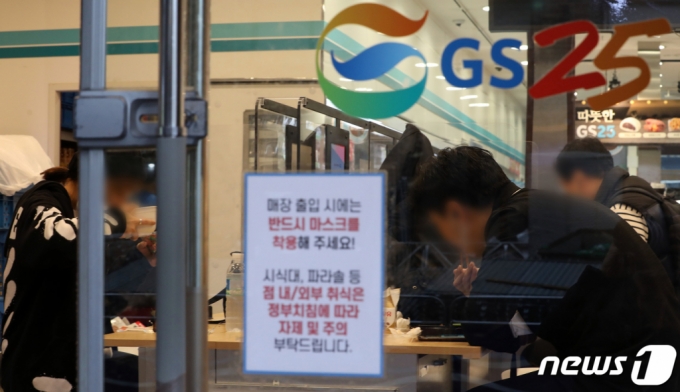 GS25
따뜻한
GS25
매장 출입 시에는
반드시 마스크를
착용해 주세요!
시식대, 파라솔 등
점 내/외부 취식은
정부치침에 따라
자제 및 주의
부탁드립니다.
news1